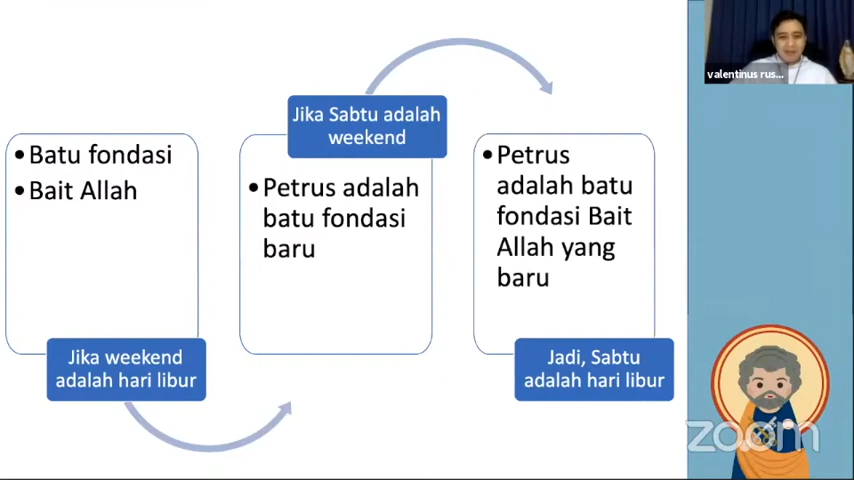 • Batu fondasi
• Bait Allah
Jika weekend
adalah hari libur
Jika Sabtu adalah
weekend
• Petrus adalah
batu fondasi
baru
• Petrus
adalah batu
fondasi Bait
Allah yang
baru
Jadi, Sabtu
adalah hari libur
valentinus rus...
zoom